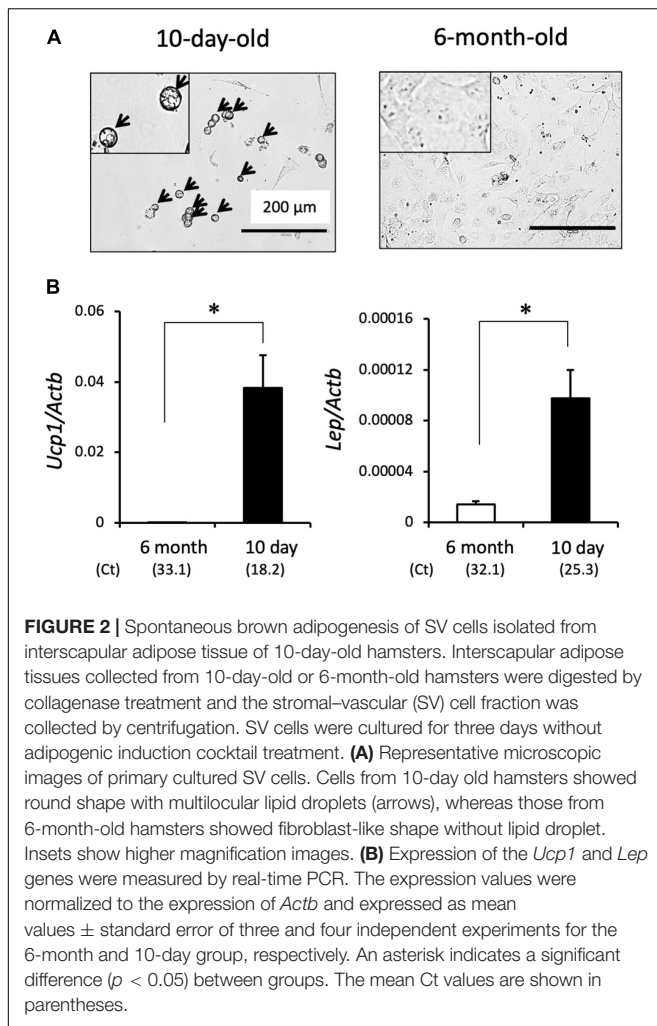 A
10-day-old
6-month-old
200 µm
B
0.06
0.04
0.02
0
Ucp1/Actb
*
6 month
10 day
(Ct)
(33.1)
(18.2)
0.00016
0.00012
0.00008
0.00004
0
Lep/Actb
*
6 month
10 day
(Ct)
(32.1)
(25.3)
FIGURE 2 | Spontaneous brown adipogenesis of SV cells isolated from
interscapular adipose tissue of 10-day-old hamsters. Interscapular adipose
tissues collected from 10-day-old or 6-month-old hamsters were digested by
collagenase treatment and the stromal–vascular (SV) cell fraction was
collected by centrifugation. SV cells were cultured for three days without
adipogenic induction cocktail treatment. (A) Representative microscopic
images of primary cultured SV cells. Cells from 10-day old hamsters showed
round shape with multilocular lipid droplets (arrows), whereas those from
6-month-old hamsters showed fibroblast-like shape without lipid droplet.
Insets show higher magnification images. (B) Expression of the Ucp1 and Lep
genes were measured by real-time PCR. The expression values were
normalized to the expression of Actb and expressed as mean
values ± standard error of three and four independent experiments for the
6-month and 10-day group, respectively. An asterisk indicates a significant
difference (p < 0.05) between groups. The mean Ct values are shown in
parentheses.